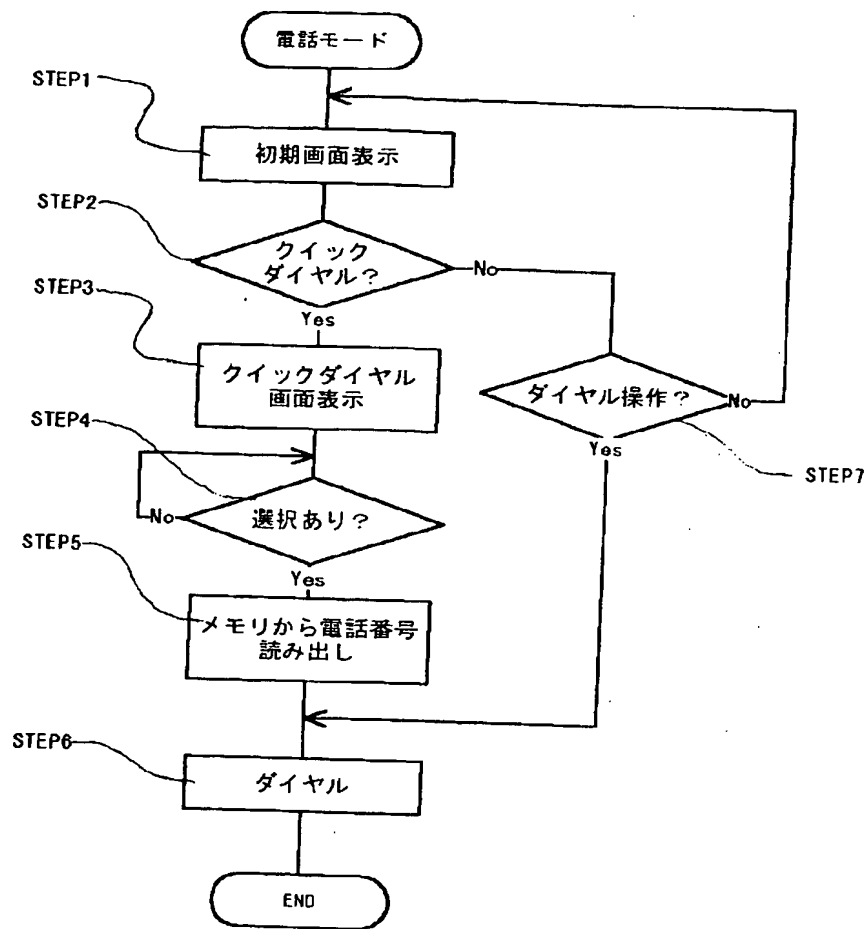 電話モード
STEP1
初期画面表示
STEP2
クイック
ダイヤル?
No
STEP3
Yes
クイックダイヤル
画面表示
ダイヤル操作?
No
STEP4
Yes
STEP7
No
選択あり?
STEP5
Yes
メモリから電話番号
読み出し
STEP6
ダイヤル
END